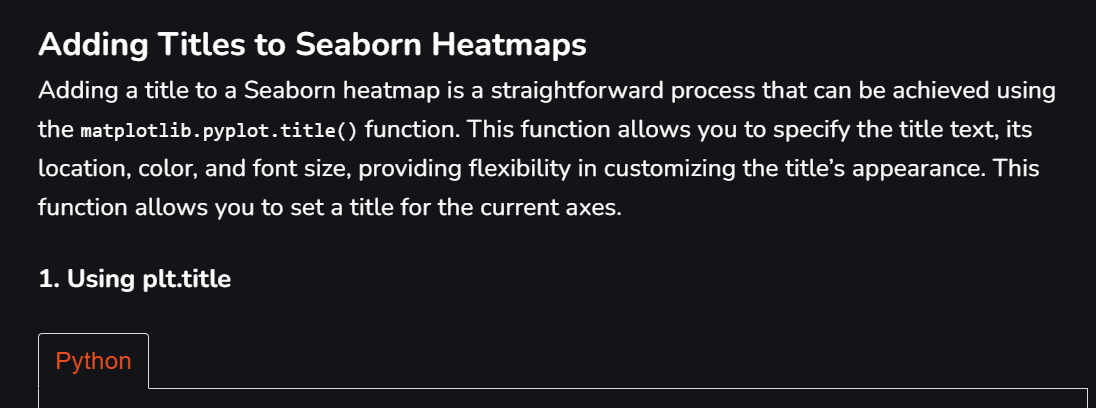 Adding Titles to Seaborn Heatmaps
Adding a title to a Seaborn heatmap is a straightforward process that can be achieved using
the matplotlib.pyplot.title() function. This function allows you to specify the title text, its
location, color, and font size, providing flexibility in customizing the title’s appearance. This
function allows you to set a title for the current axes.
1. Using plt.title
Python